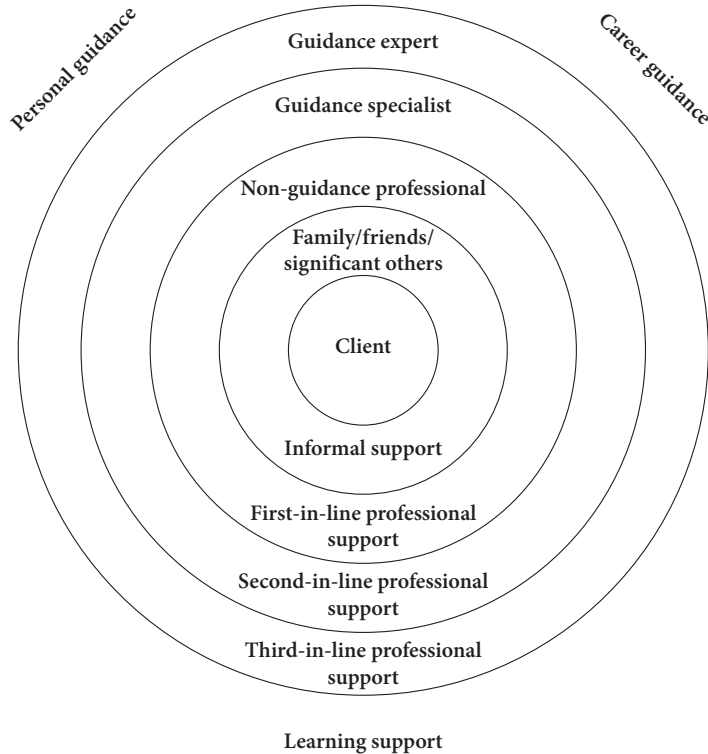 Personal guidance
Career guidance
Guidance expert
Guidance specialist
Non-guidance professional
Family/friends/
significant others
Client
Informal support
First-in-line professional
support
Second-in-line professional
support
Third-in-line professional
support
Learning support